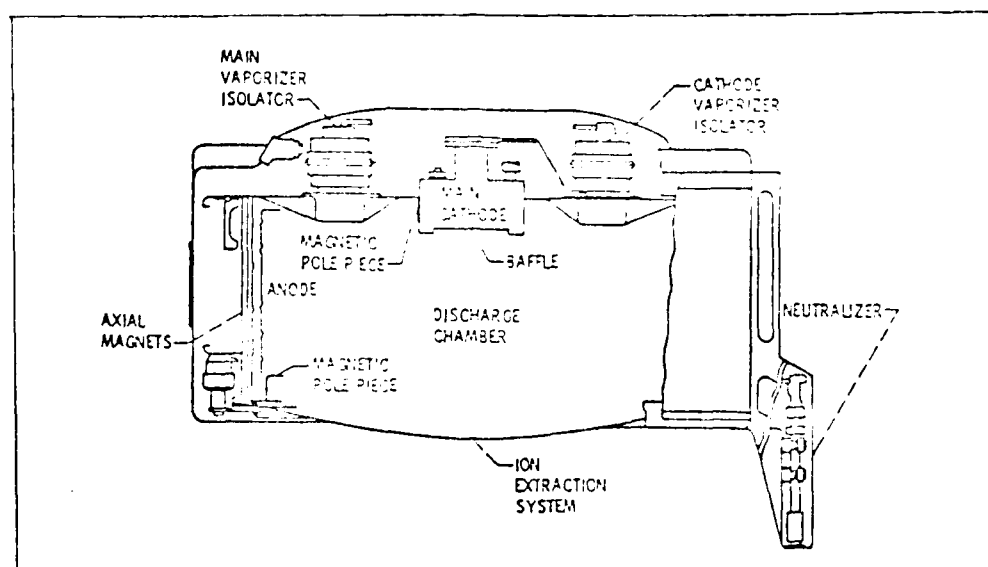 MAIN
VAPORIZER
ISOLATOR
CATHODE
VAPORIZER
ISOLATOR
MAIN
CATHODE
MAGNETIC
POLE PIECE
BAFFLE
ANODE
AXIAL
MAGNETS
DISCHARGE
CHAMBER
NEUTRALIZER
MAGNETIC
POLE PIECE
ION
EXTRACTION
SYSTEM